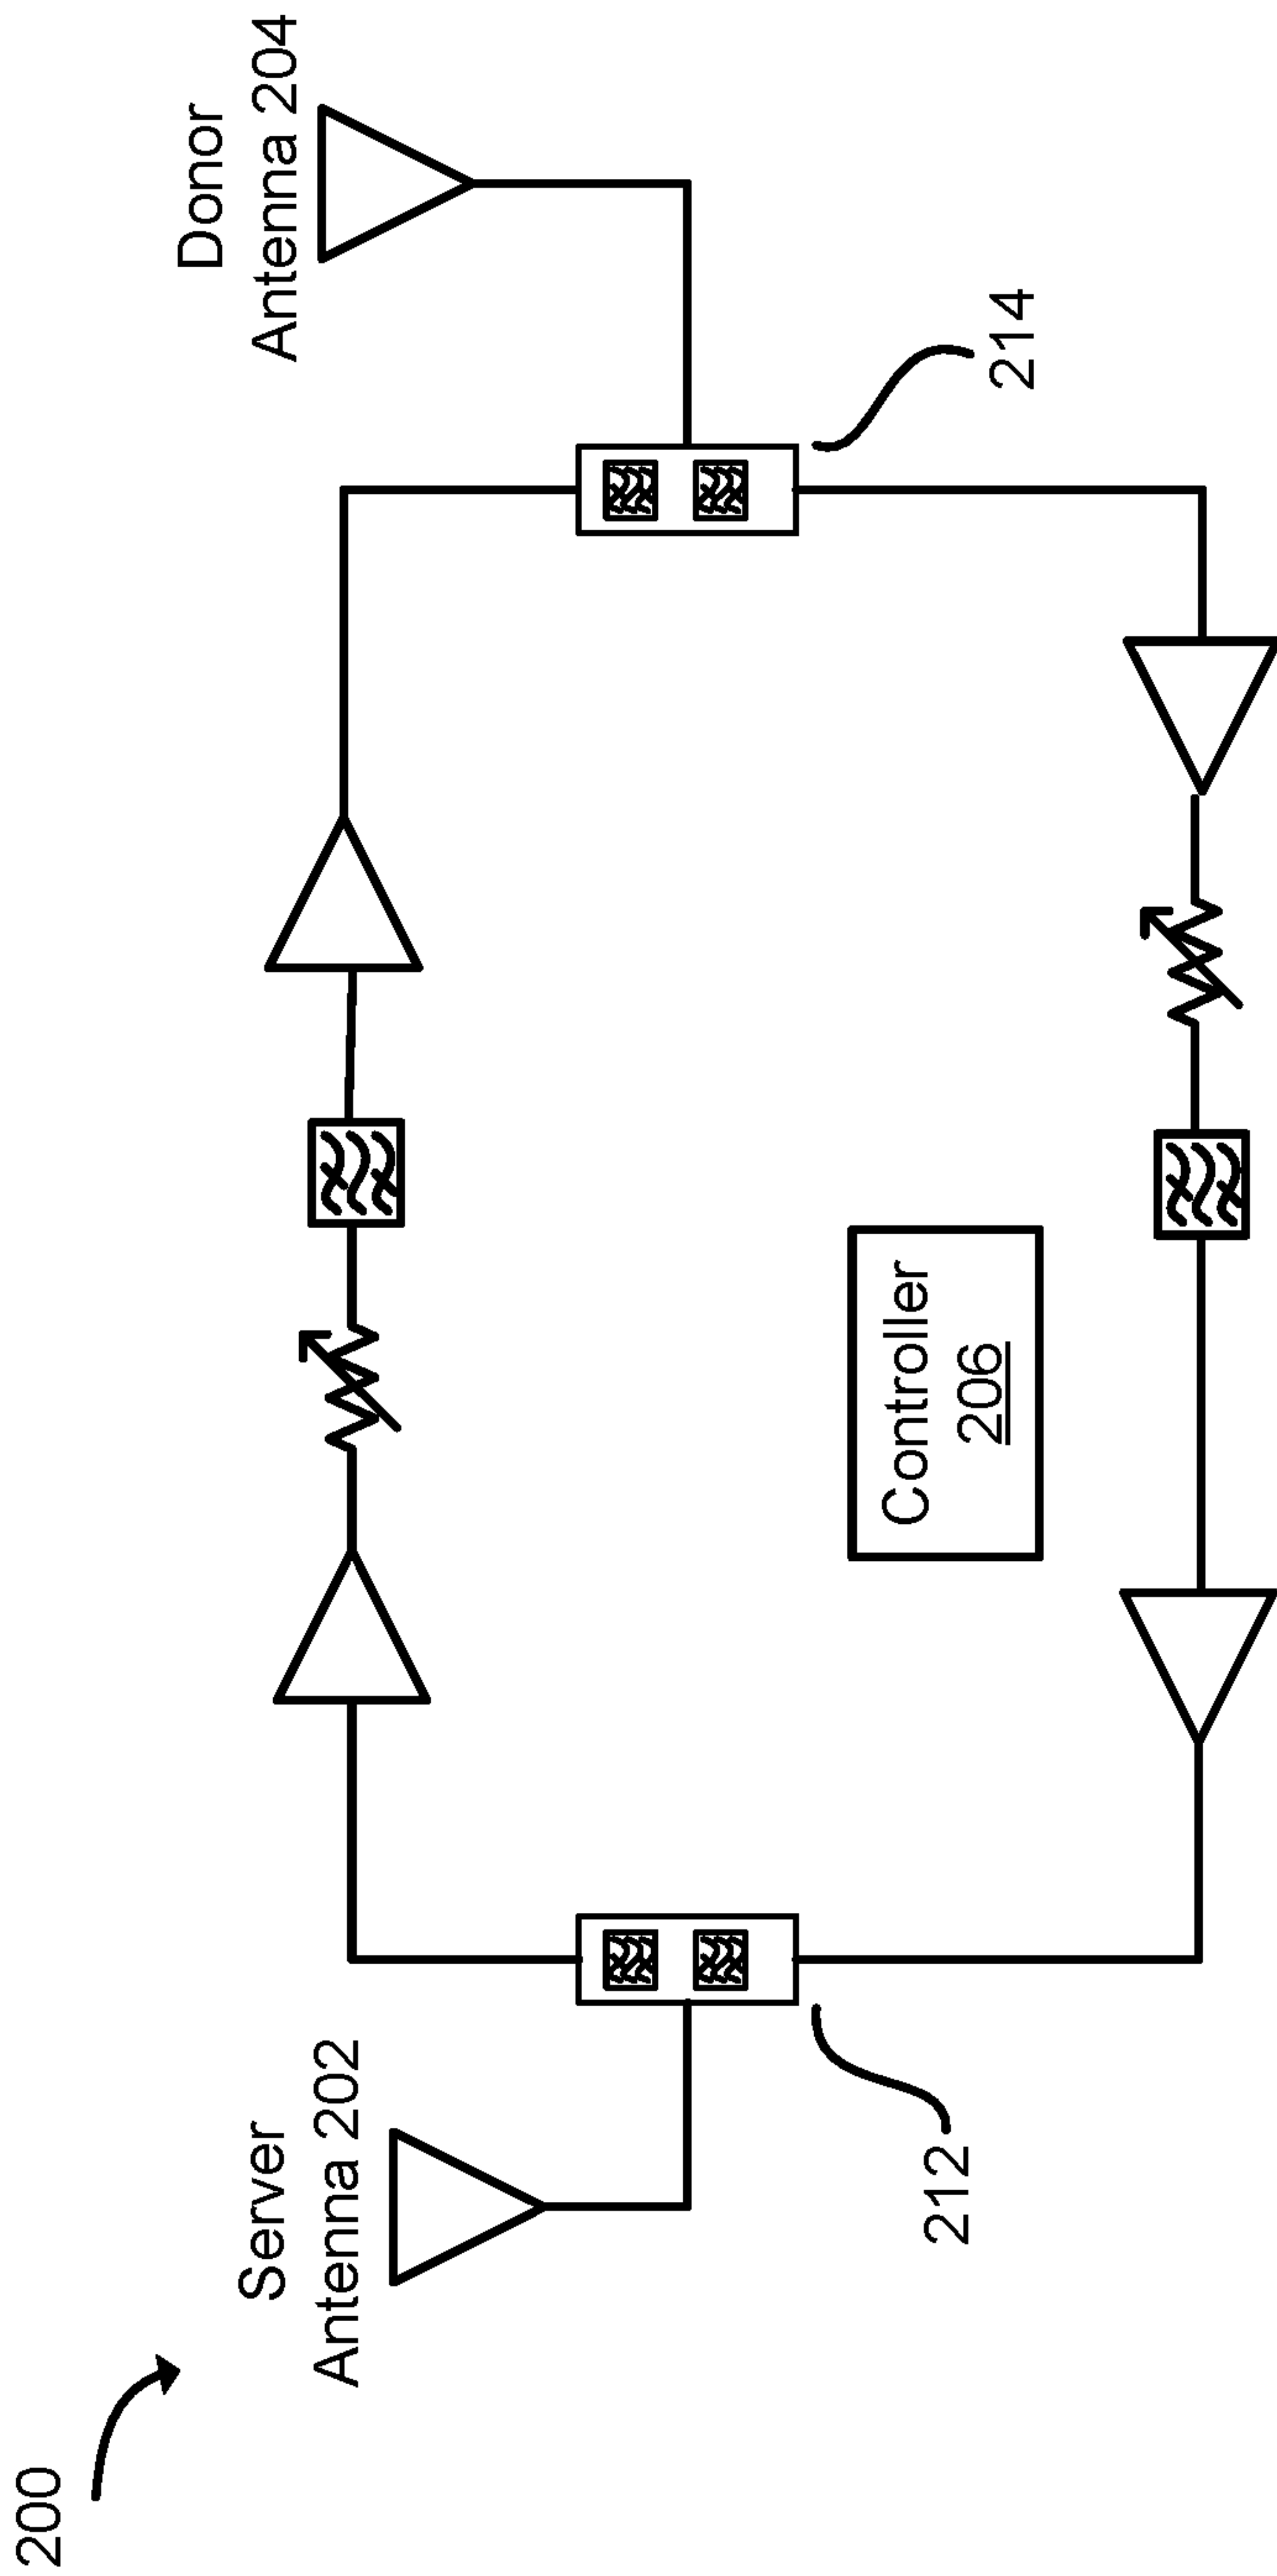 200
Server
Antenna 202
Donor
Antenna 204
212
214
Controller
206